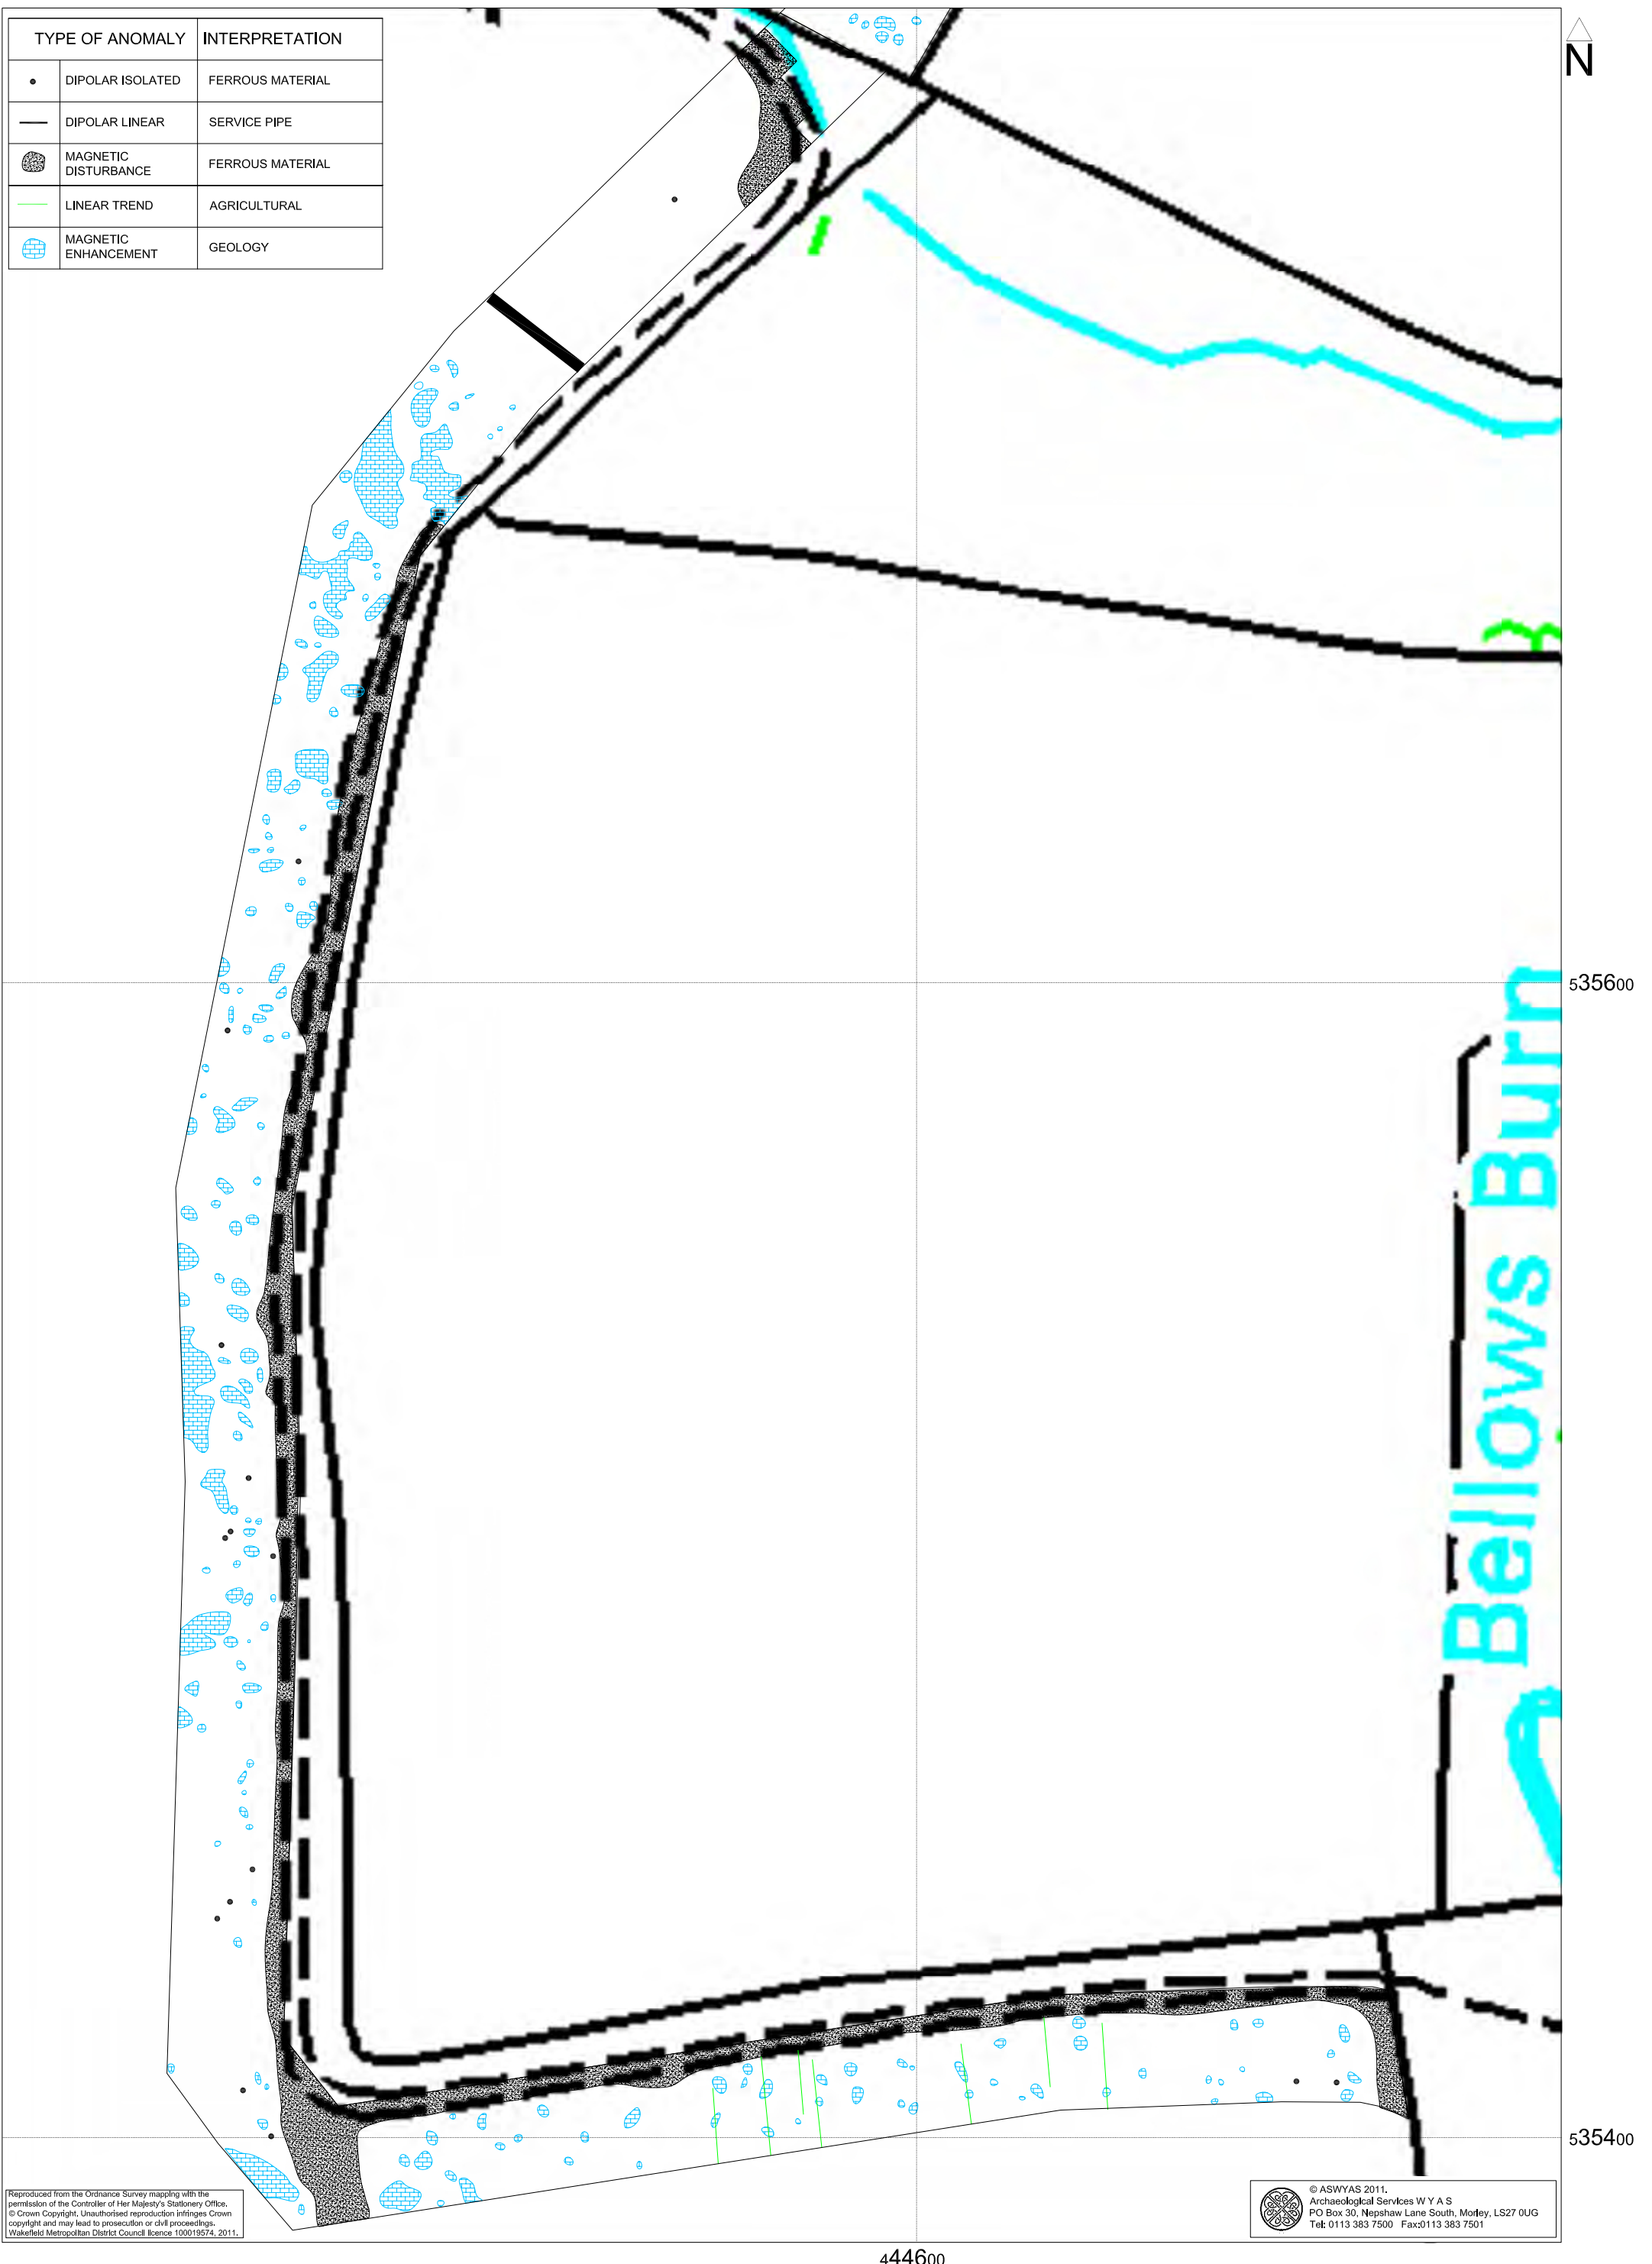 TYPE OF ANOMALY INTERPRETATION
DIPOLAR ISOLATED FERROUS MATERIAL
DIPOLAR LINEAR SERVICE PIPE
MAGNETIC
DISTURBANCE FERROUS MATERIAL
LINEAR TREND AGRICULTURAL
MAGNETIC
ENHANCEMENT GEOLOGY
N
535600
Bellows Burn
535400
Reproduced from the Ordnance Survey mapping with the
permission of the Controller of Her Majesty's Stationery Office.
© Crown Copyright. Unauthorised reproduction infringes Crown
copyright and may lead to prosecution or civil proceedings.
Wakefield Metropolitan District Council licence 100019574, 2011.
© ASWYAS 2011.
Archaeological Services W Y A S
PO Box 30, Nepshaw Lane South, Morley, LS27 0UG
Tel: 0113 383 7500 Fax:0113 383 7501
444600